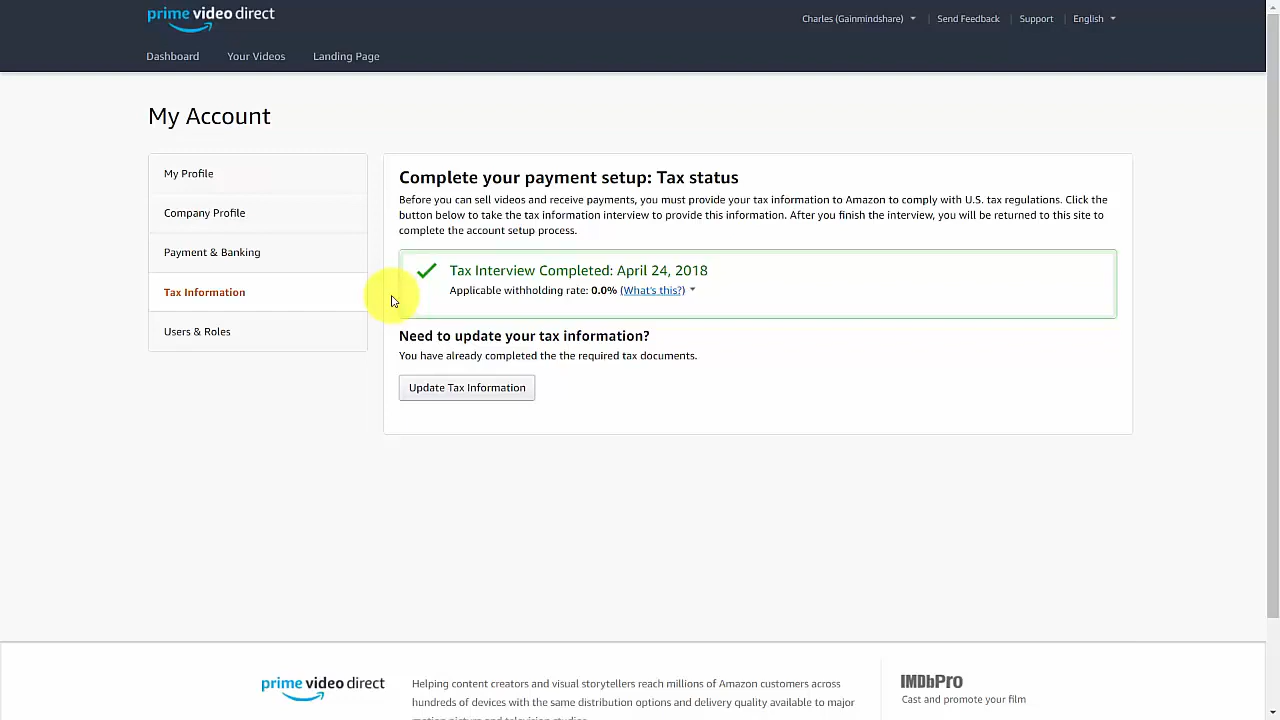 prime video direct
Charles (Gainmindshare)
Send Feedback
Support
English
Dashboard
Your Videos
Landing Page
My Account
My Profile
Company Profile
Payment & Banking
Tax Information
Users & Roles
Complete your payment setup: Tax status
Before you can sell videos and receive payments, you must provide your tax information to Amazon to comply with U.S. tax regulations. Click the
button below to take the tax information interview to provide this information. After you finish the interview, you will be returned to this site to
complete the account setup process.
Tax Interview Completed: April 24, 2018
Applicable withholding rate: 0.0% (What's this?)
Need to update your tax information?
You have already completed the the required tax documents.
Update Tax Information
prime video direct
Helping content creators and visual storytellers reach millions of Amazon customers across
hundreds of devices with the same distribution options and delivery quality available to major
motion picture and television studios.
IMDbPro
Cast and promote your film